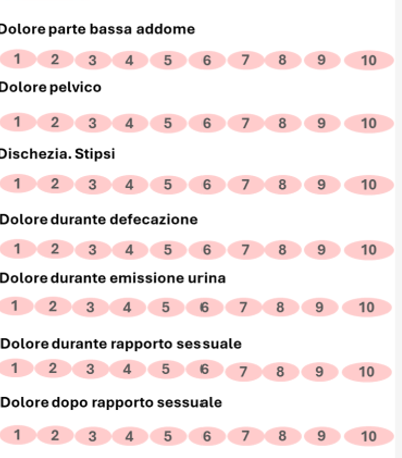 Dolore parte bassa addome
1 2 3 4 5 6 7 8 9 10
Dolore pelvico
1 2 3 4 5 6 7 8 9 10
Dischezia. Stipsi
1 2 3 4 5 6 7 8 9 10
Dolore durante defecazione
1 2 3 4 5 6 7 8 9 10
Dolore durante emissione urina
1 2 3 4 5 6 7 8 9 10
Dolore durante rapporto sessuale
1 2 3 4 5 6 7 8 9 10
Dolore dopo rapporto sessuale
1 2 3 4 5 6 7 8 9 10